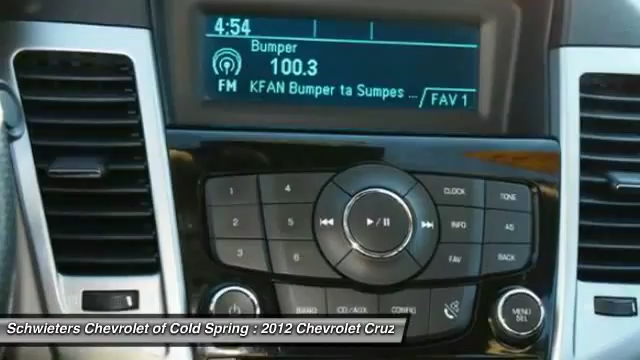 4:54
Bumper
100.3
FM
KFAN Bumper ta Sumpes ...
FAV 1
1 4 CLOCK TONE
2 5 INFO AS
3 6 FAV BACK
CD/AUX CONFIG
MENU
SEL
Schwieters Chevrolet of Cold Spring : 2012 Chevrolet Cruz